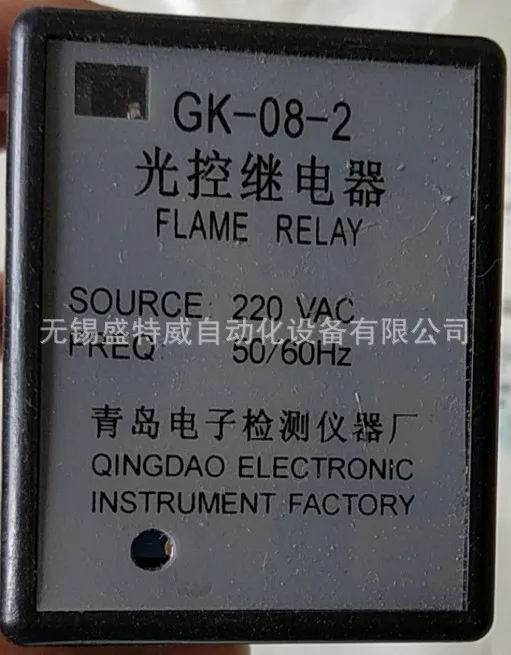 GK-08-2
光控继电器
FLAME RELAY
SOURCE: 220 VAC
无锡盛特威自动化设备有限公司
FREQ: 50/60Hz
青岛电子检测仪器厂
QINGDAO ELECTRONiC
INSTRUMENT FACTORY